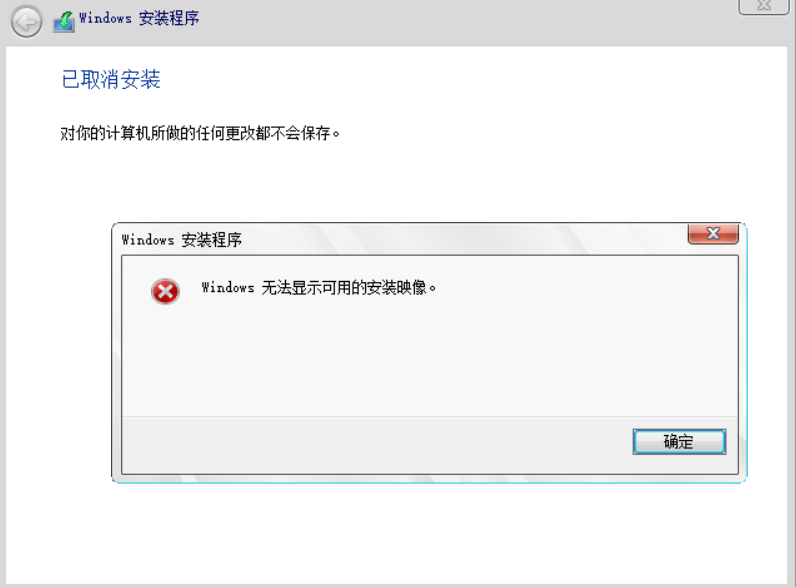 Windows 安装程序
已取消安装
对你的计算机所做的任何更改都不会保存。
Windows 安装程序
Windows 无法显示可用的安装映像。
确定